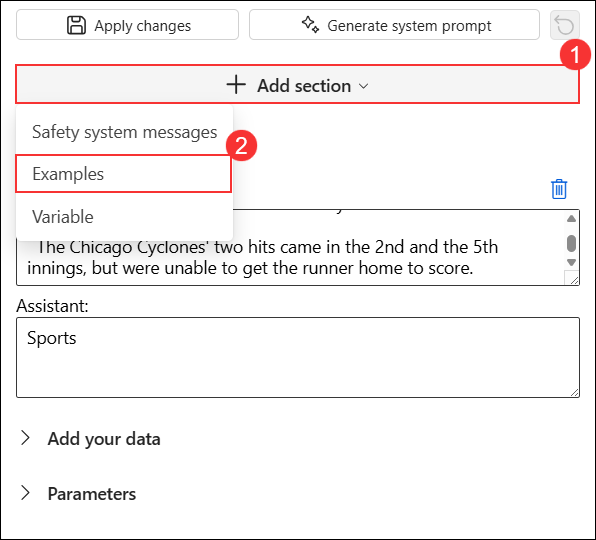 Apply changes
Generate system prompt
1
Add section
Safety system messages
2
Examples
Variable
The Chicago Cyclones' two hits came in the 2nd and the 5th
innings, but were unable to get the runner home to score.
Assistant:
Sports
Add your data
Parameters